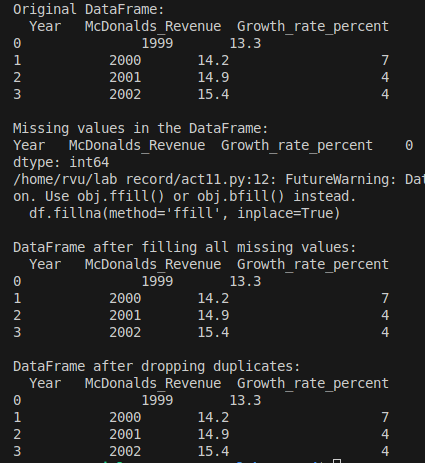 Original DataFrame:
Year McDonalds_Revenue Growth_rate_percent
0 1999 13.3
1 2000 14.2 7
2 2001 14.9 4
3 2002 15.4 4
Missing values in the DataFrame:
Year McDonalds_Revenue Growth_rate_percent 0
dtype: int64
/home/rvu/lab record/act11.py:12: FutureWarning: Dat
on. Use obj.ffill() or obj.bfill() instead.
df.fillna(method='ffill', inplace=True)
DataFrame after filling all missing values:
Year McDonalds_Revenue Growth_rate_percent
0 1999 13.3
1 2000 14.2 7
2 2001 14.9 4
3 2002 15.4 4
DataFrame after dropping duplicates:
Year McDonalds_Revenue Growth_rate_percent
0 1999 13.3
1 2000 14.2 7
2 2001 14.9 4
3 2002 15.4 4